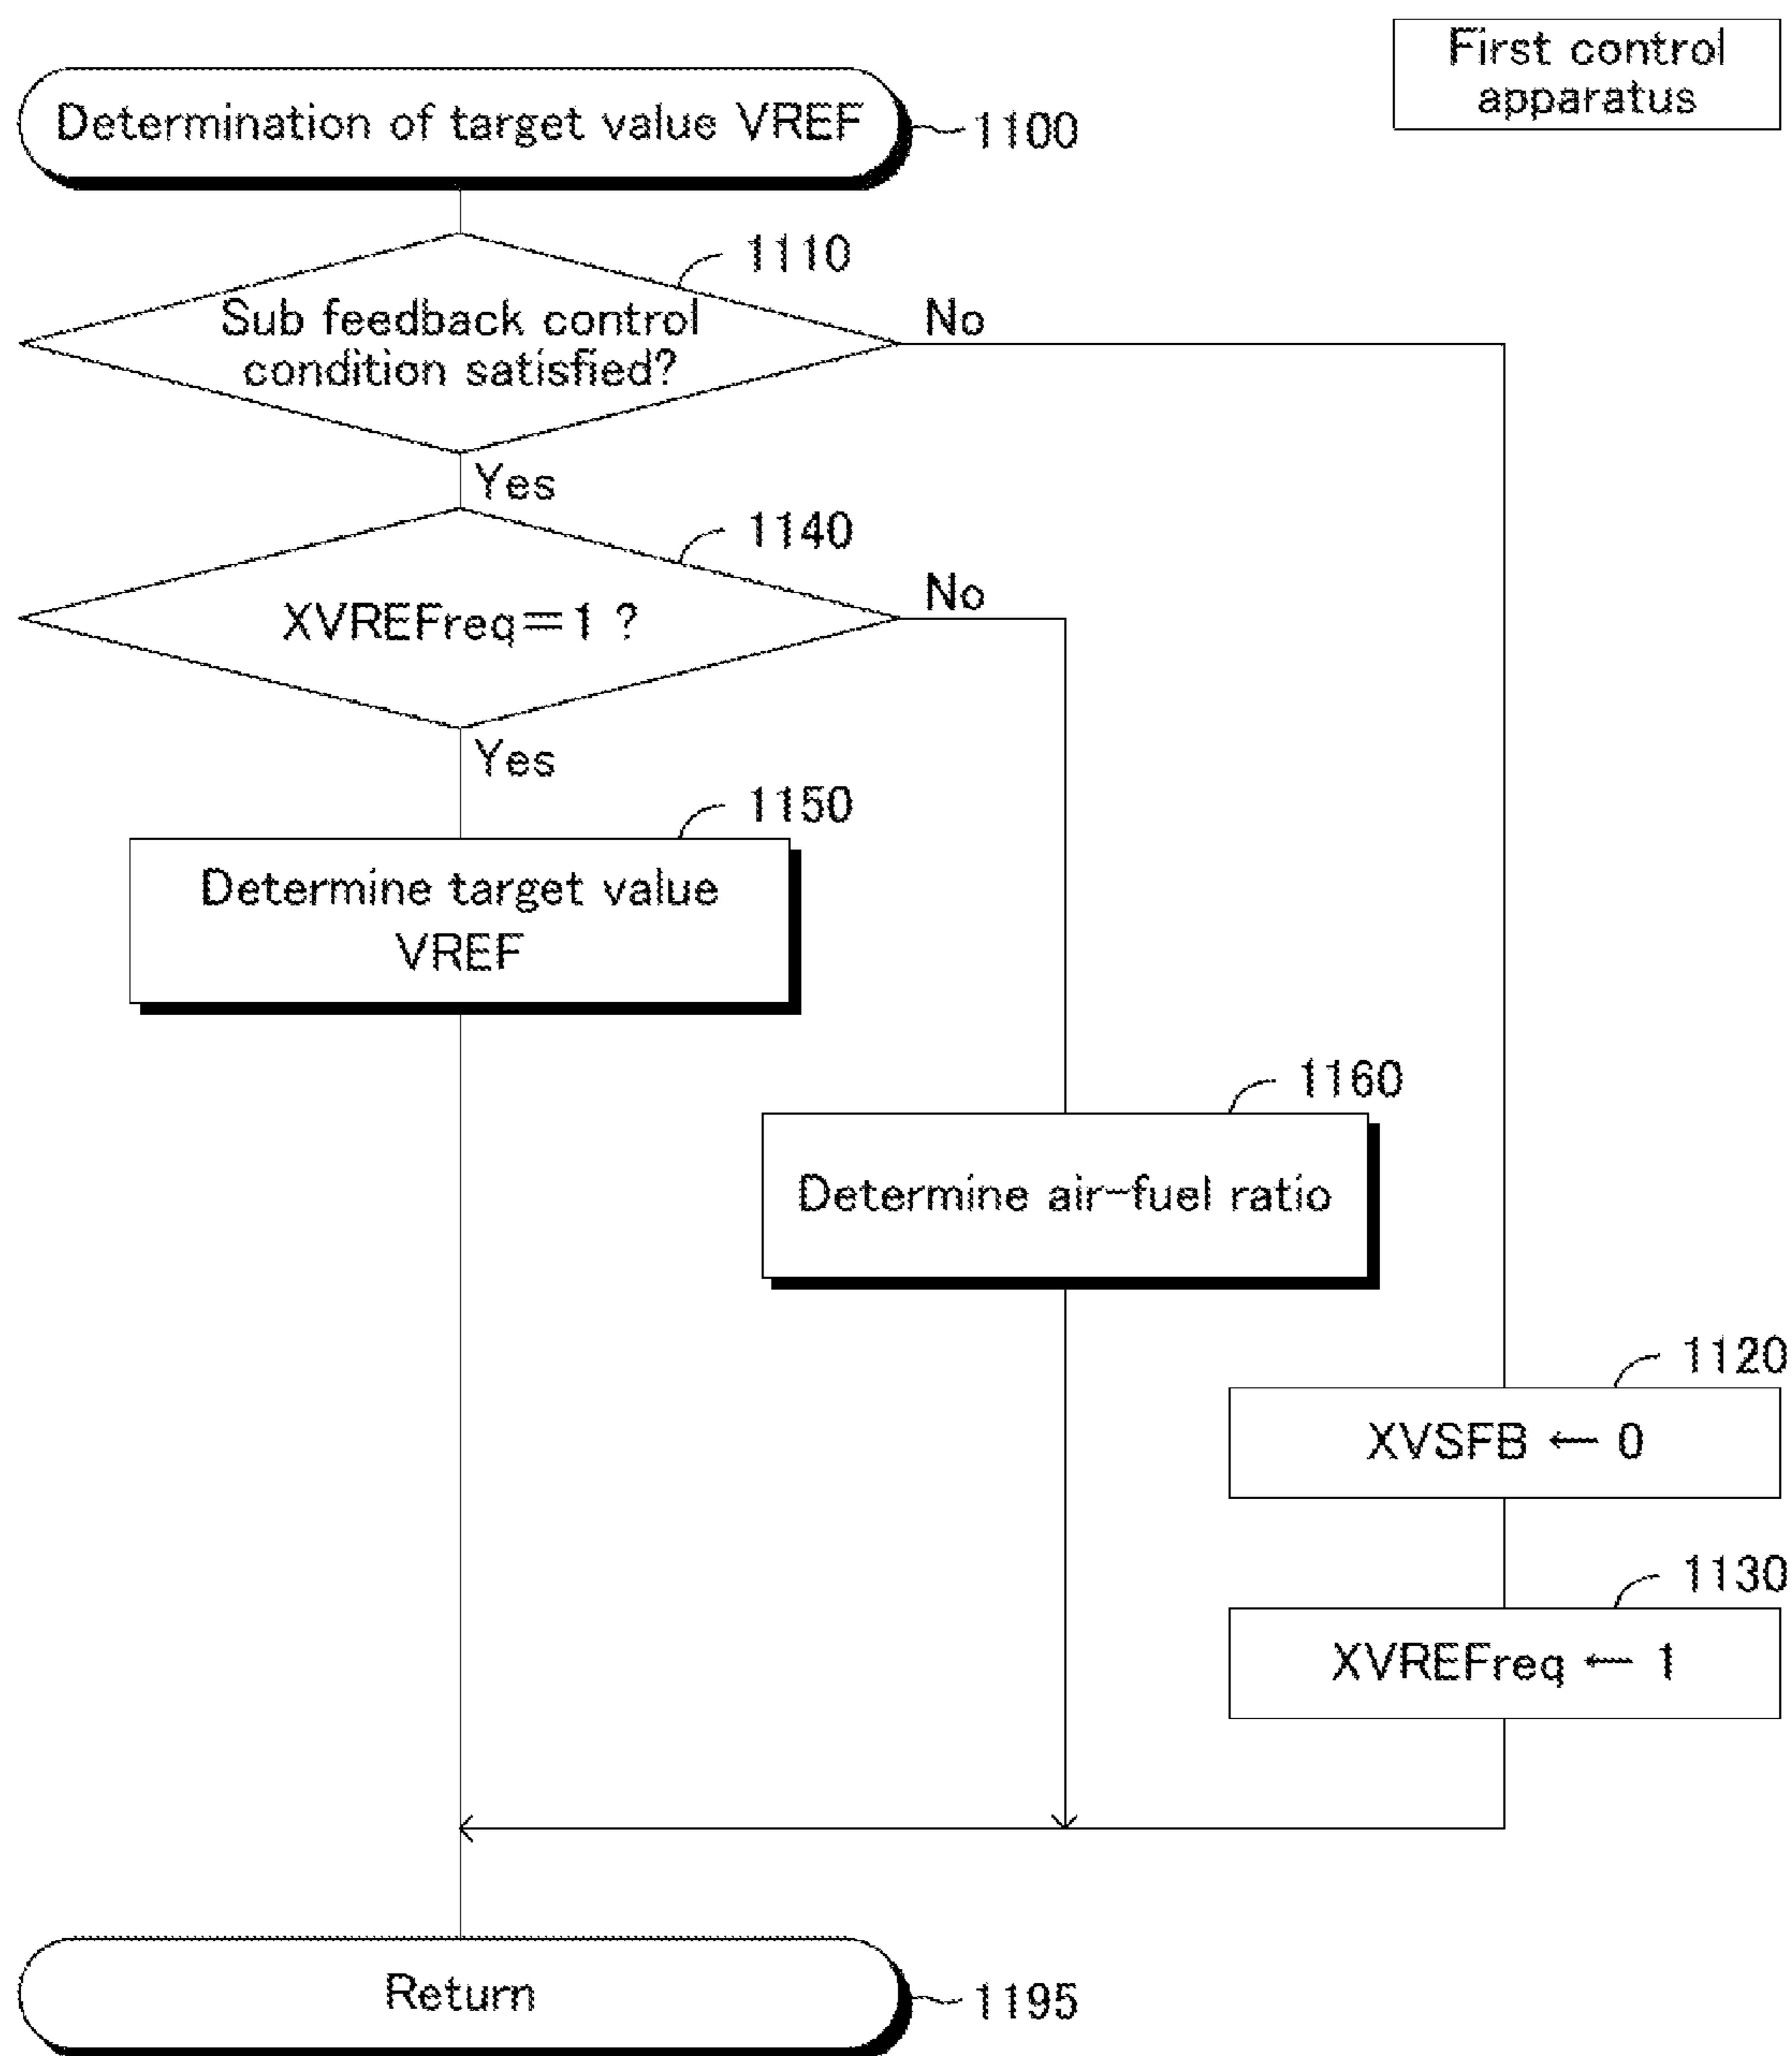 First control
apparatus
Determination of target value VREF
1100
1110
Sub feedback control
condition satisfied?
No
Yes
1140
XVREFreq＝1 ?
No
Yes
1150
Determine target value
VREF
1160
Determine air-fuel ratio
1120
XVSFB ← 0
1130
XVREFreq ← 1
Return
1195